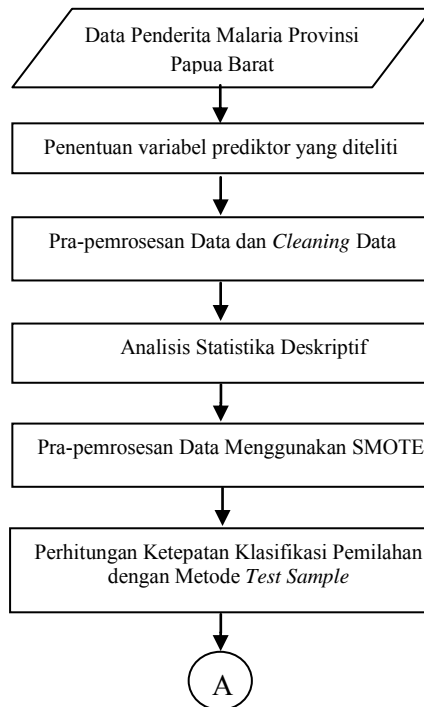 Data Penderita Malaria Provinsi
Papua Barat
Penentuan variabel prediktor yang diteliti
Pra-pemrosesan Data dan Cleaning Data
Analisis Statistika Deskriptif
Pra-pemrosesan Data Menggunakan SMOTE
Perhitungan Ketepatan Klasifikasi Pemilahan
dengan Metode Test Sample
A